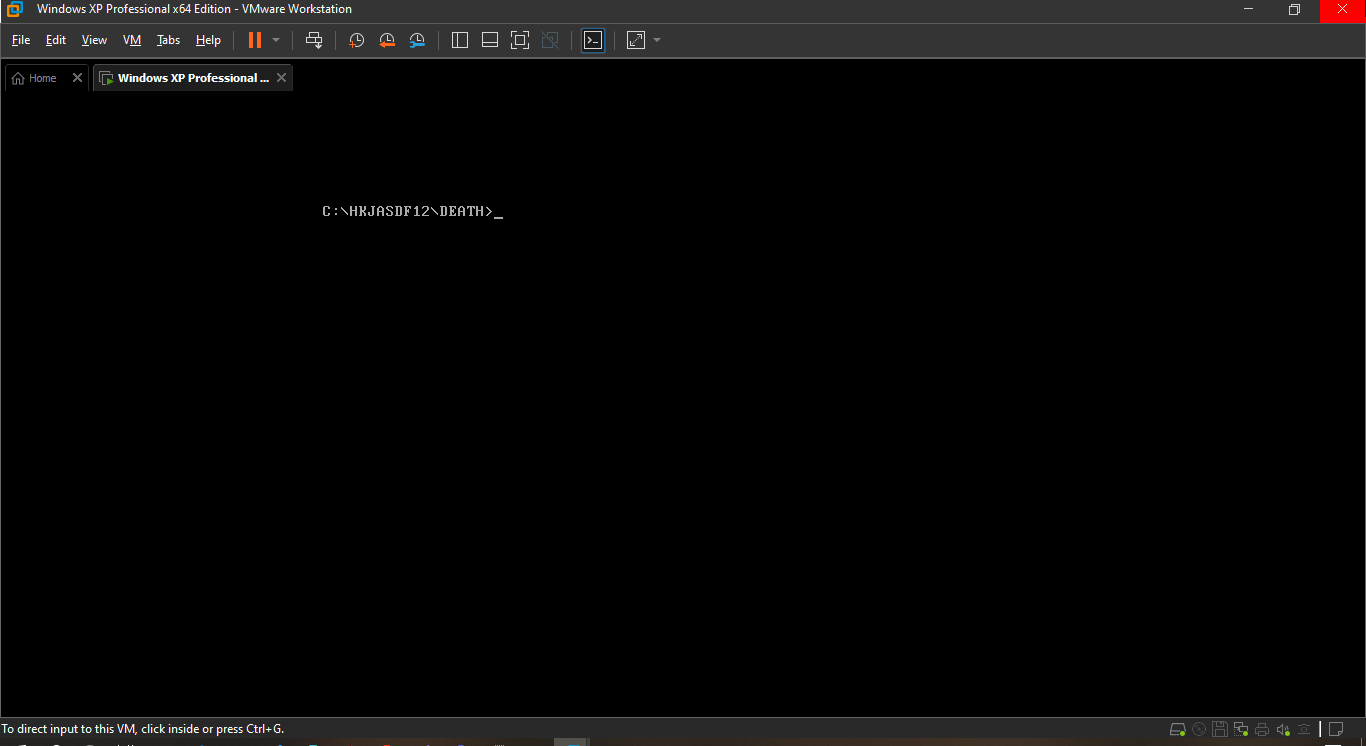 Windows XP Professional x64 Edition - VMware Workstation
File Edit View VM Tabs Help
Home Windows XP Professional ...
C:\HKJASDF12\DEATH>_
To direct input to this VM, click inside or press Ctrl+G.